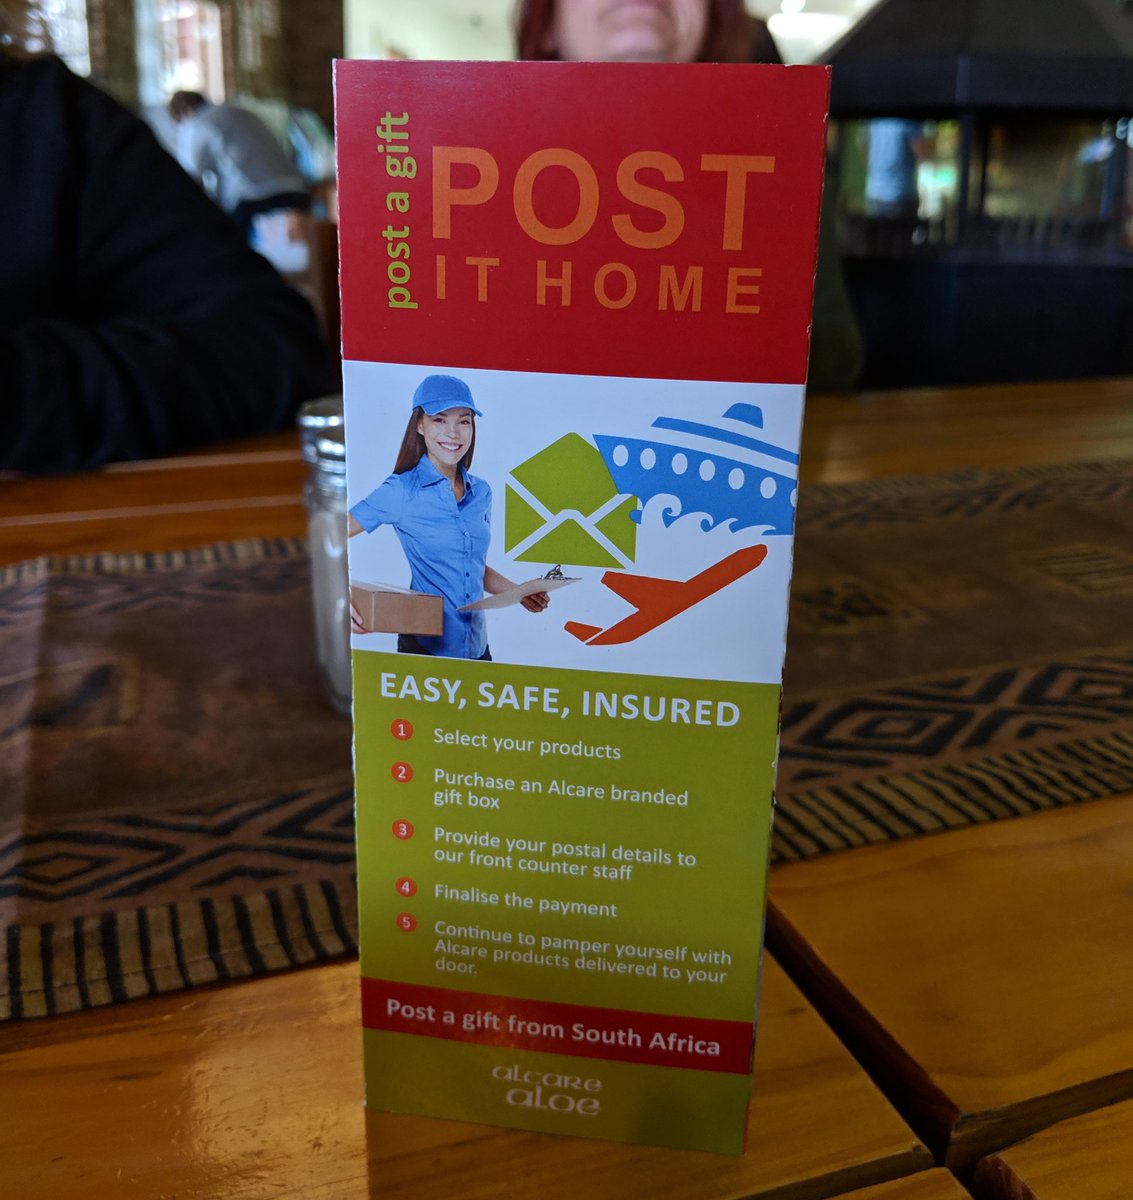 post a gift
POST
IT HOME
EASY, SAFE, INSURED
1 Select your products
2 Purchase an Alcare branded
gift box
3 Provide your postal details to
our front counter staff
4 Finalise the payment
5 Continue to pamper yourself with
Alcare products delivered to your
door.
Post a gift from South Africa
alcare
aloe